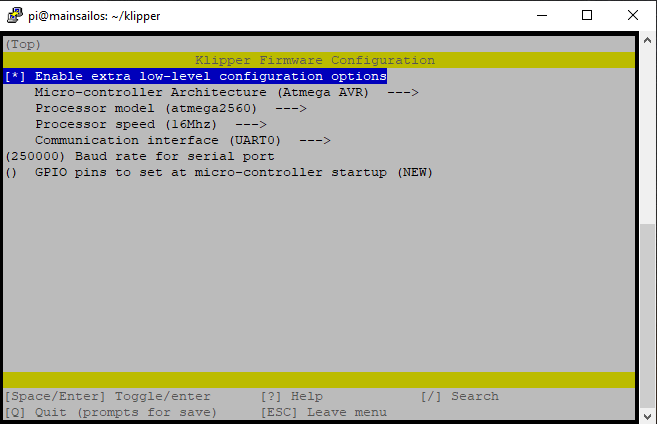 pi@mainsailos: ~/klipper
(Top)
Klipper Firmware Configuration
[*] Enable extra low-level configuration options
Micro-controller Architecture (Atmega AVR)  --->
Processor model (atmega2560)  --->
Processor speed (16Mhz)  --->
Communication interface (UART0)  --->
(250000) Baud rate for serial port
()  GPIO pins to set at micro-controller startup (NEW)
[Space/Enter] Toggle/enter [?] Help [/] Search
[Q] Quit (prompts for save) [ESC] Leave menu